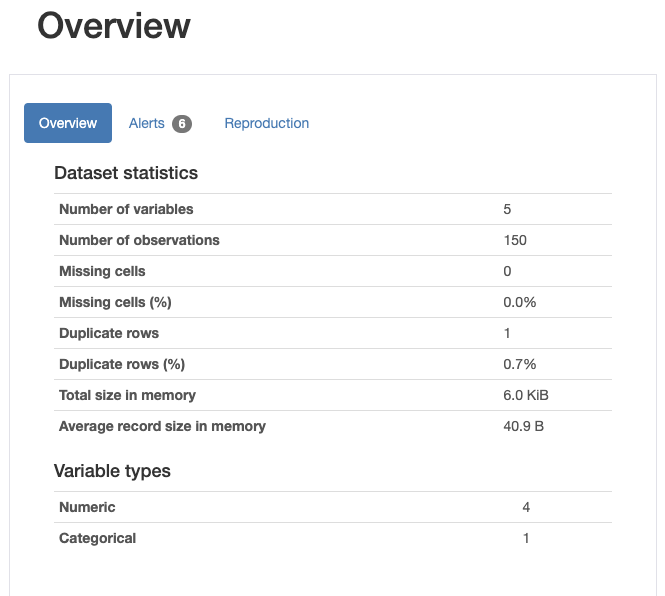 Overview
Overview Alerts 6 Reproduction
Dataset statistics
Number of variables 5
Number of observations 150
Missing cells 0
Missing cells (%) 0.0%
Duplicate rows 1
Duplicate rows (%) 0.7%
Total size in memory 6.0 KiB
Average record size in memory 40.9 B
Variable types
Numeric 4
Categorical 1